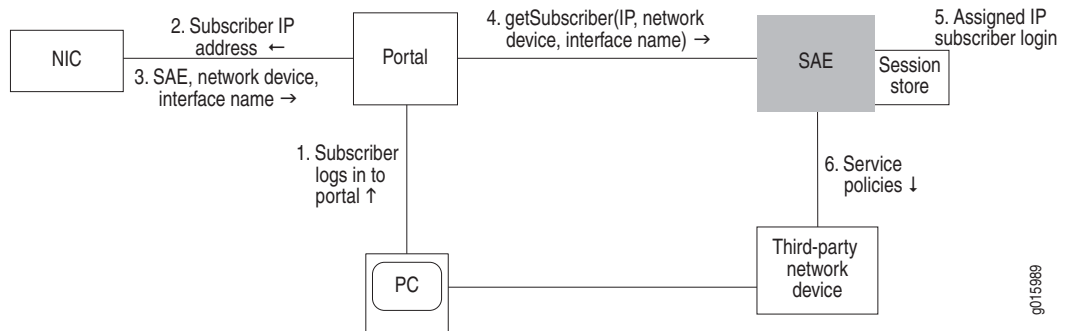 2. Subscriber IP
address ←
4. getSubscriber(IP, network
device, interface name) →
5. Assigned IP
subscriber login
NIC
Portal
SAE
Session
store
3. SAE, network device,
interface name →
1. Subscriber
logs in to
portal ↑
6. Service
policies ↓
PC
Third-party
network
device
g015989